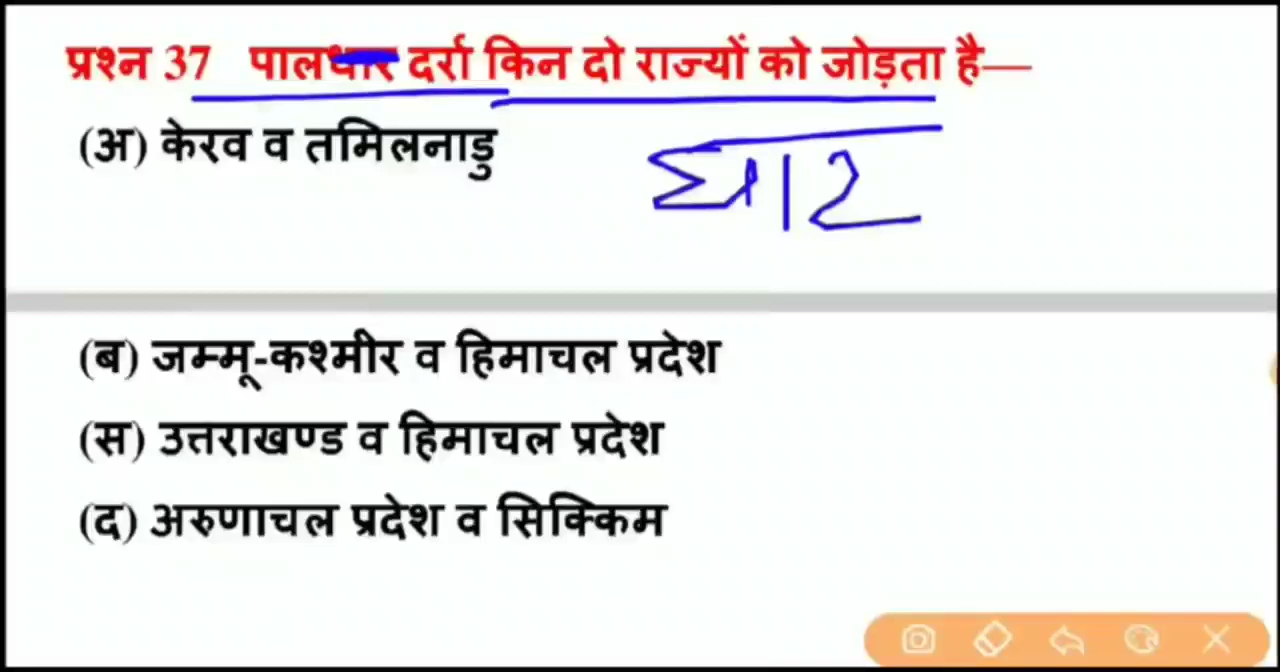 प्रश्न 37 पालघार दर्रा किन दो राज्यों को जोड़ता है—
(अ) केरव व तमिलनाडु
घाट
(ब) जम्मू-कश्मीर व हिमाचल प्रदेश
(स) उत्तराखण्ड व हिमाचल प्रदेश
(द) अरुणाचल प्रदेश व सिक्किम